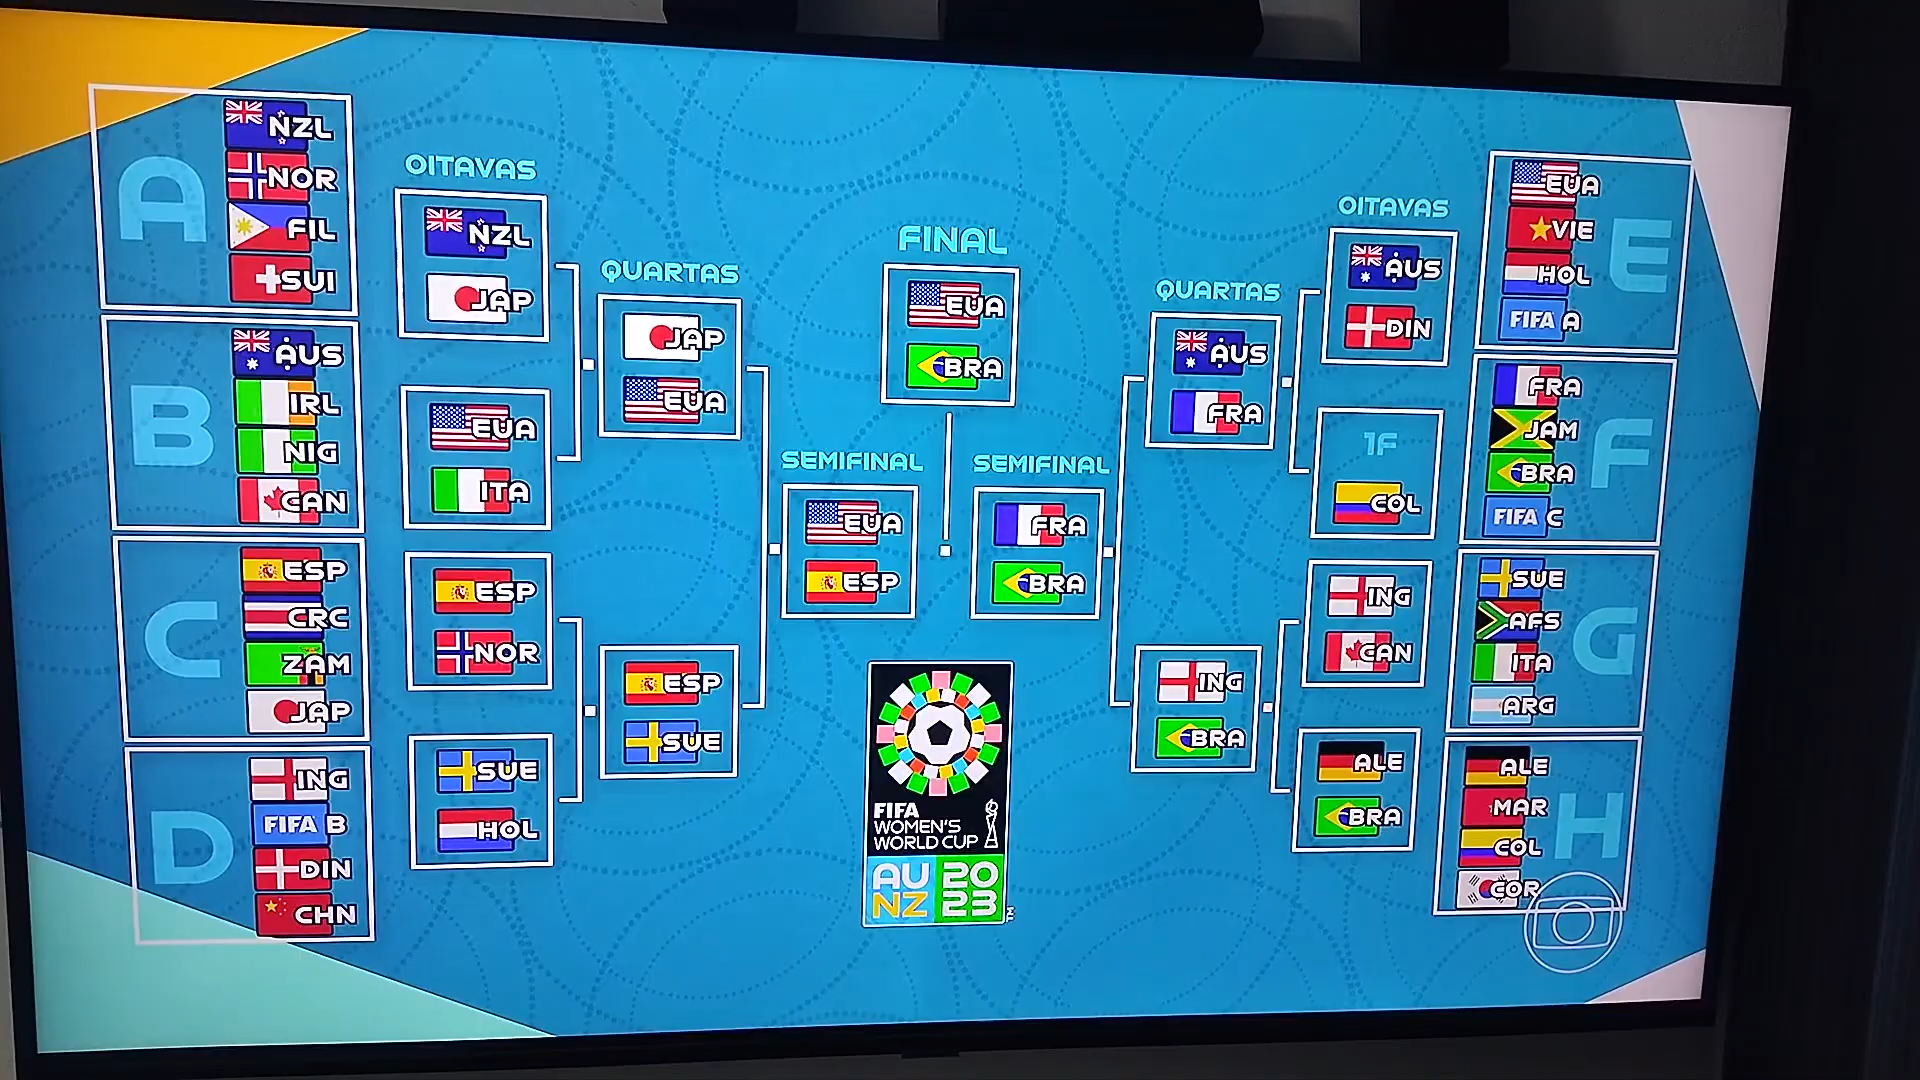 A
NZL
NOR
FIL
SUI
B
AUS
IRL
NIG
CAN
C
ESP
CRC
ZAM
JAP
D
ING
FIFA B
DIN
CHN
OITAVAS
NZL
JAP
EUA
ITA
ESP
NOR
SUE
HOL
QUARTAS
JAP
EUA
ESP
SUE
SEMIFINAL
EUA
ESP
FINAL
EUA
BRA
SEMIFINAL
FRA
BRA
QUARTAS
AUS
FRA
ING
BRA
OITAVAS
AUS
DIN
1F
COL
ING
CAN
ALE
BRA
E
EUA
VIE
HOL
FIFA A
F
FRA
JAM
BRA
FIFA C
G
SUE
AFS
ITA
ARG
H
ALE
MAR
COL
COR
FIFA
WOMEN'S
WORLD CUP
AU 20
NZ 23
TM